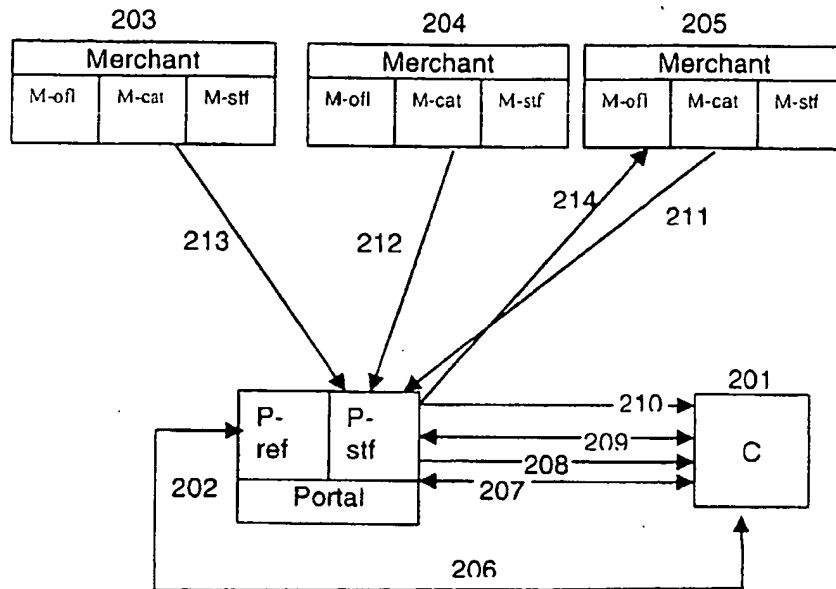 203 204 205
Merchant Merchant Merchant
M-ofl M-cat M-stf M-ofl M-cat M-stf M-ofl M-cat M-stf
214
213 212 211
201
210
P-ref P-stf
209
C
208
202
Portal
207
206